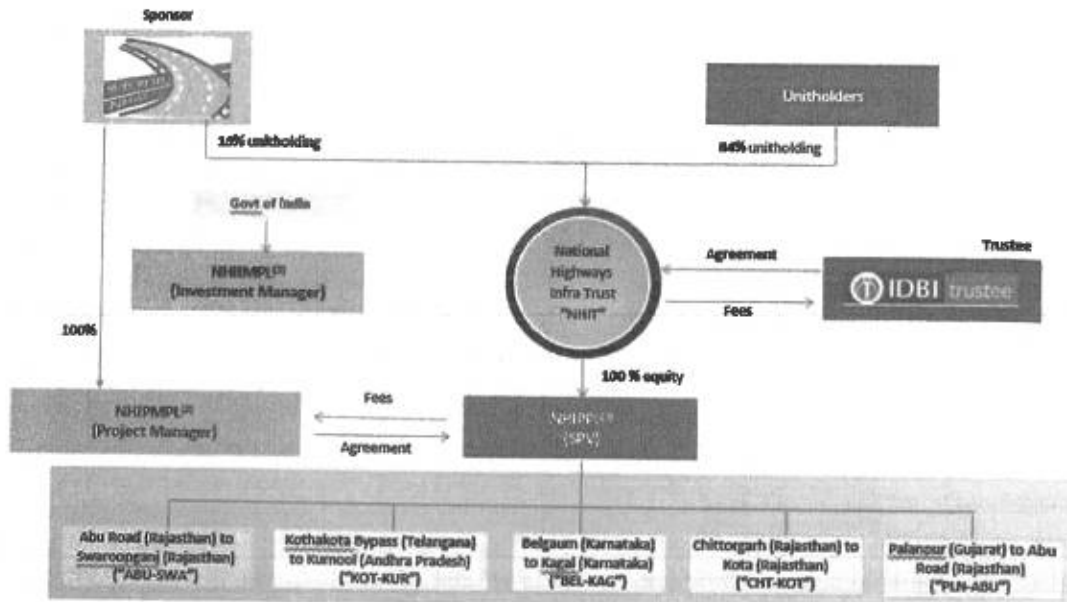 Sponsor
Unitholders
unitholding
84% unitholding
Govt of India
NHIIMPL
(Investment Manager)
National
Highways
Infra Trust
"NHIT"
Agreement
Fees
Trustee
IDBI trustee
100%
100 % equity
NHIPMPL
(Project Manager)
Fees
Agreement
(SPV)
Abu Road (Rajasthan) to
Swaroopganj (Rajasthan)
("ABU-SWA")
Kothakota Bypass (Telangana)
to Kurnool (Andhra Pradesh)
("KOT-KUR")
Belgaum (Karnataka)
to Kagal (Karnataka)
("BEL-KAG")
Chittorgarh (Rajasthan) to
Kota (Rajasthan)
("CHT-KOT")
Palanpur (Gujarat) to Abu
Road (Rajasthan)
("PLN-ABU")